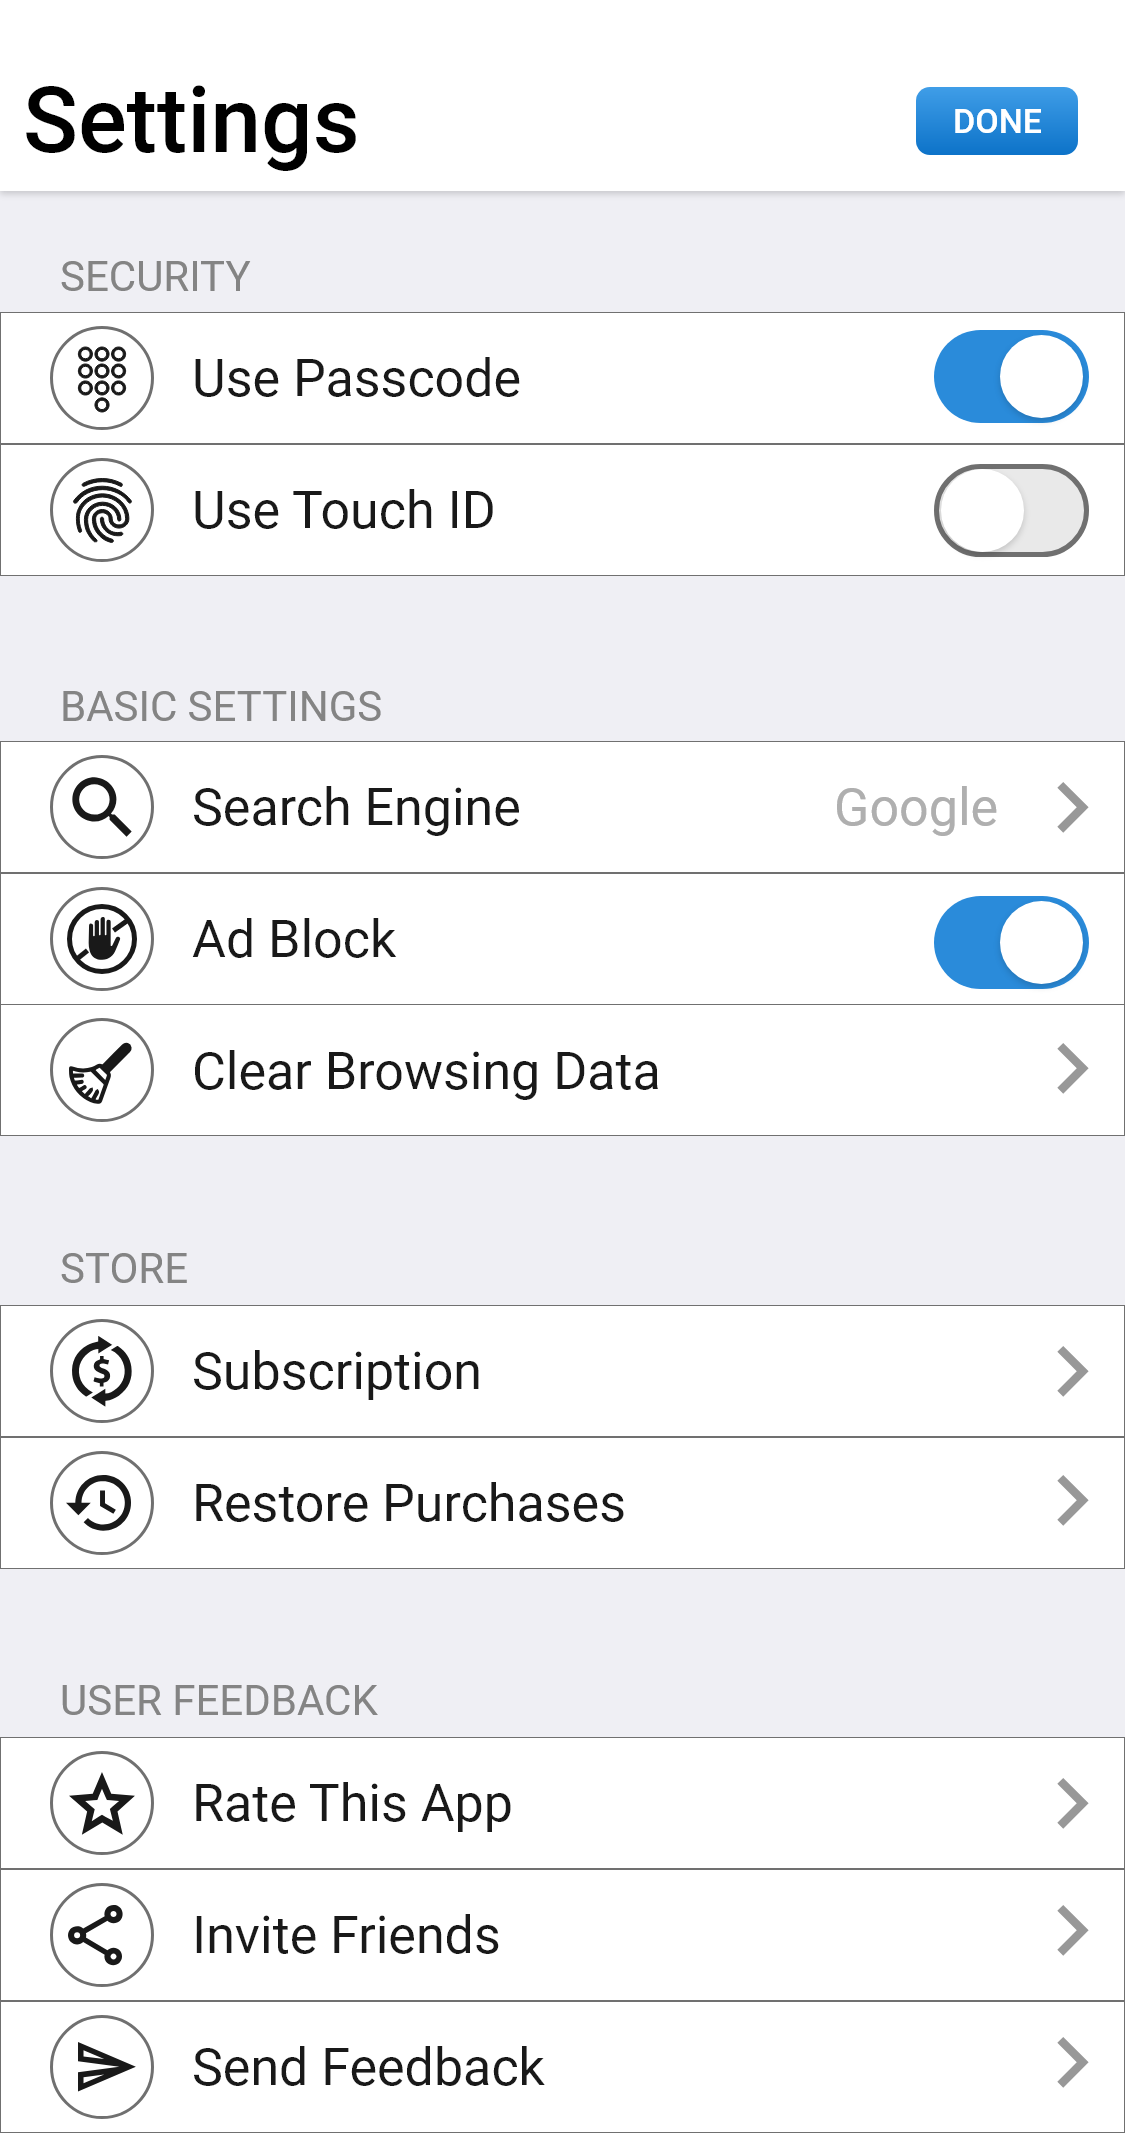 Settings
DONE
SECURITY
Use Passcode
Use Touch ID
BASIC SETTINGS
Search Engine Google
Ad Block
Clear Browsing Data
STORE
Subscription
Restore Purchases
USER FEEDBACK
Rate This App
Invite Friends
Send Feedback